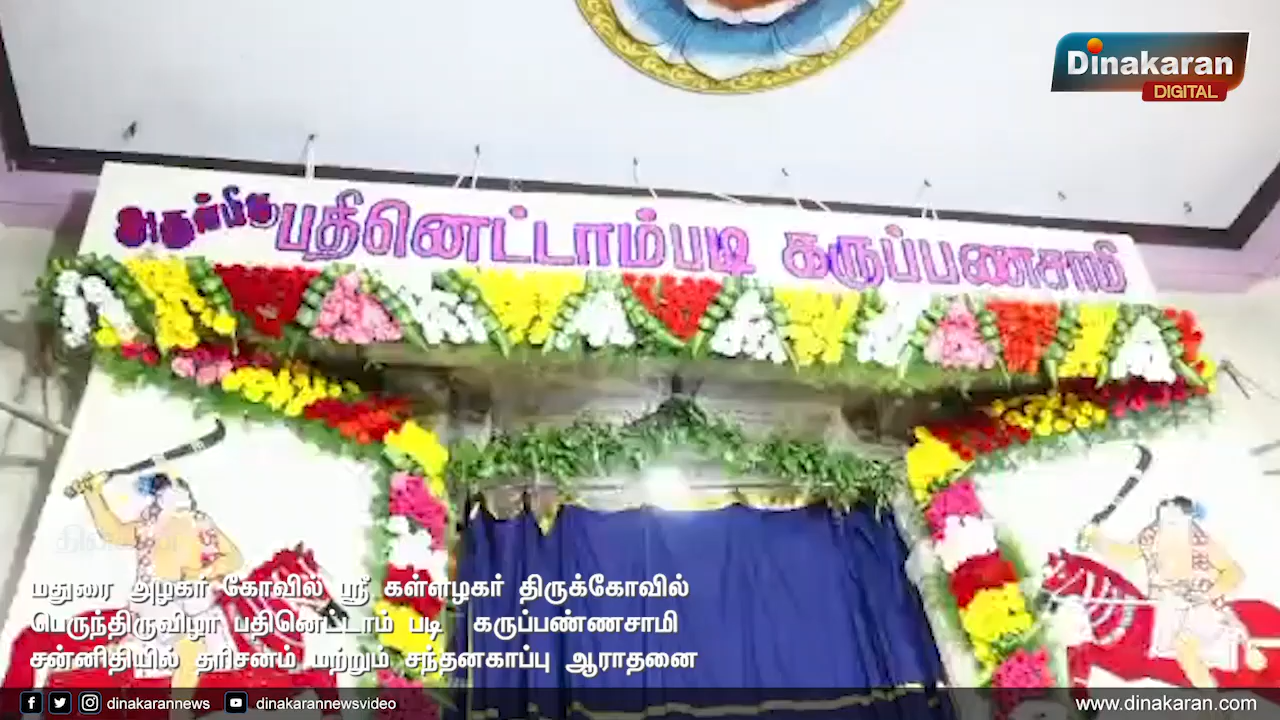 Dinakaran
DIGITAL
அருள்மிகு பதினெட்டாம்படி கருப்பணசாமி
மதுரை அழகர் கோவில் ஸ்ரீ கள்ளழகர் திருக்கோவில்
பெருந்திருவிழா பதினெட்டாம் படி கருப்பண்ணசாமி
சன்னிதியில் தரிசனம் மற்றும் சந்தனகாப்பு ஆராதனை
dinakarannews dinakarannewsvideo www.dinakaran.com